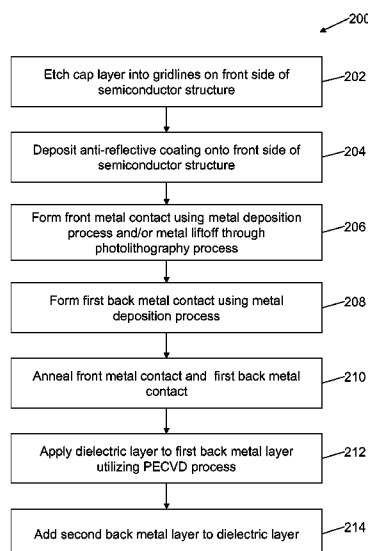 200
Etch cap layer into gridlines on front side of
semiconductor structure
202
Deposit anti-reflective coating onto front side of
semiconductor structure
204
Form front metal contact using metal
deposition process and/or metal liftoff through
photolithography process
206
Form first back metal contact using metal
deposition process
208
Anneal front metal contact and first back metal
contact
210
Apply dielectric layer to first back metal layer
utilizing PECVD process
212
Add second back metal layer to dielectric layer
214